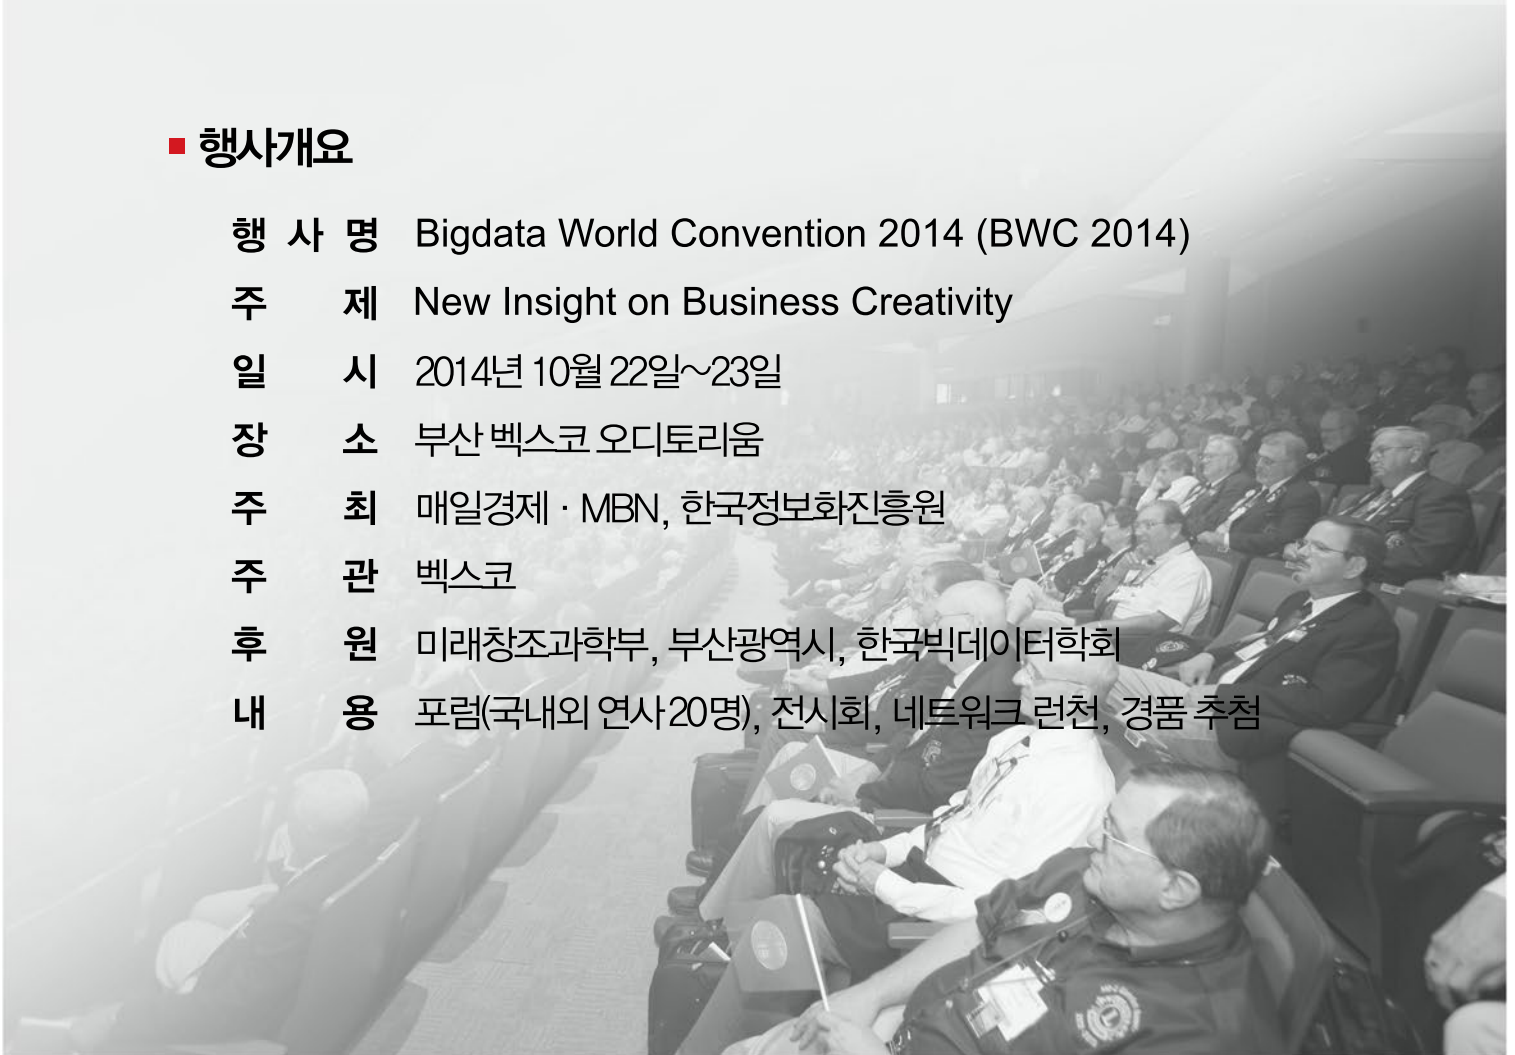 행사개요
행 사 명 Bigdata World Convention 2014 (BWC 2014)
주 제 New Insight on Business Creativity
일 시 2014년 10월 22일~23일
장 소 부산 벡스코 오디토리움
주 최 매일경제 · MBN, 한국정보화진흥원
주 관 벡스코
후 원 미래창조과학부, 부산광역시, 한국빅데이터학회
내 용 포럼(국내외 연사 20명), 전시회, 네트워크 런천, 경품 추첨